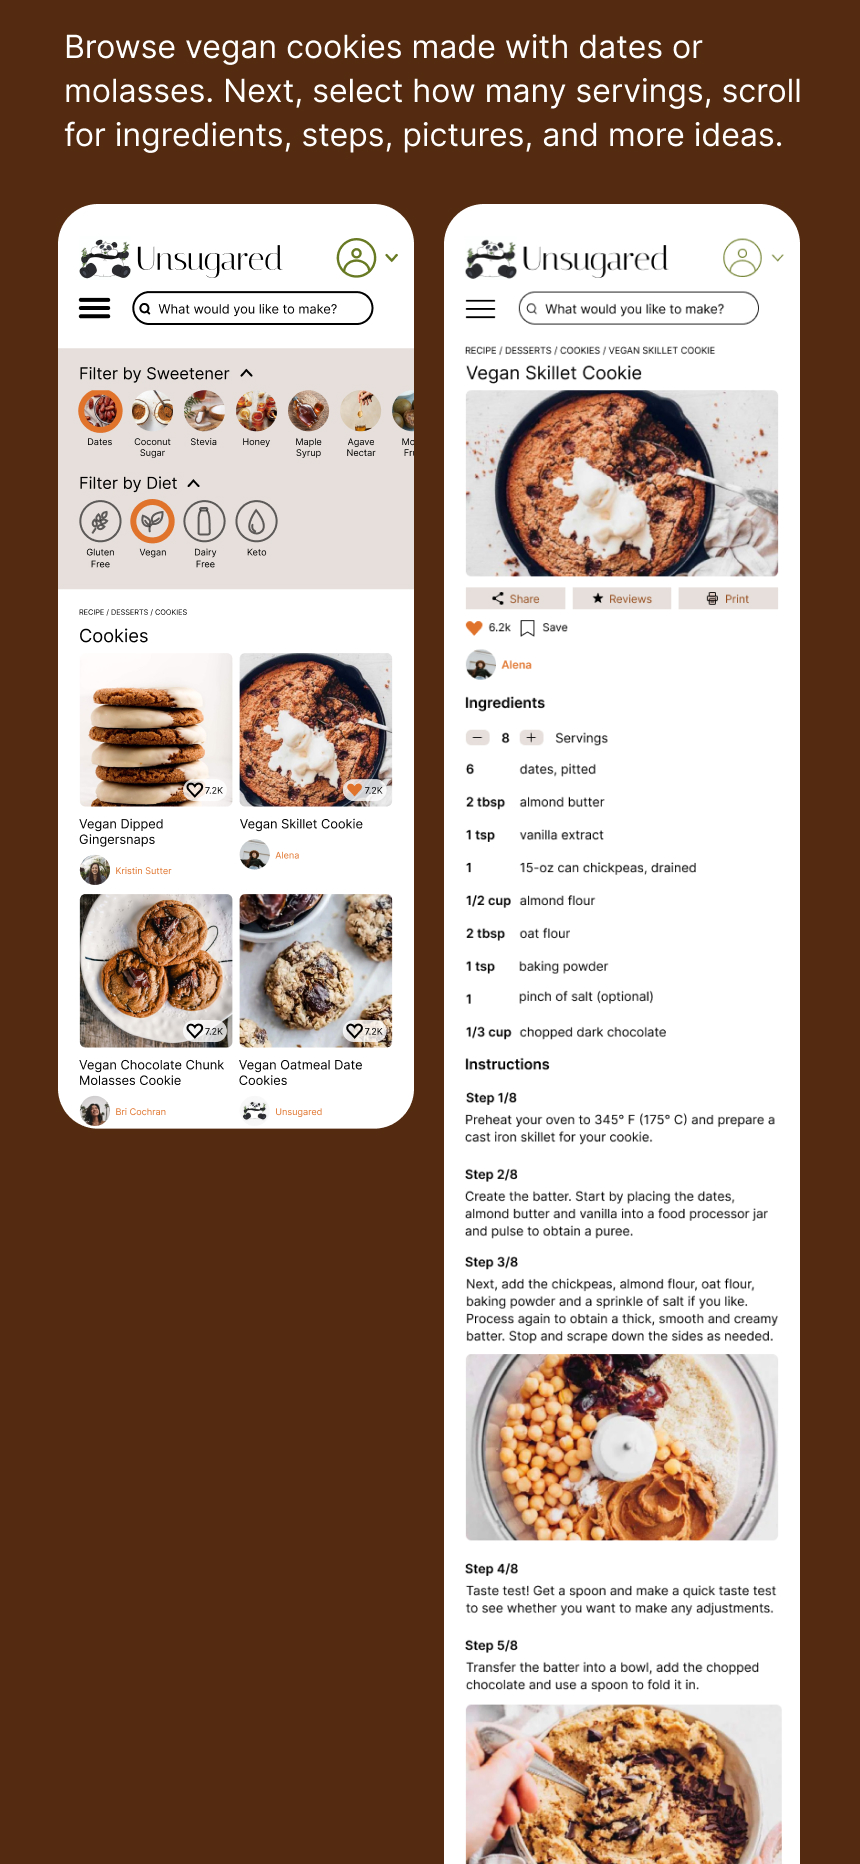 Browse vegan cookies made with dates or
molasses. Next, select how many servings, scroll
for ingredients, steps, pictures, and more ideas.
Unsugared
What would you like to make?
Filter by Sweetener
Dates
Coconut
Sugar
Stevia
Honey
Maple
Syrup
Agave
Nectar
Filter by Diet
Gluten
Free
Vegan
Dairy
Free
Keto
RECIPE / DESSERTS / COOKIES
Cookies
7.2K
7.2K
Vegan Dipped
Gingersnaps
Kristin Sutter
Vegan Skillet Cookie
Alena
7.2K
7.2K
Vegan Chocolate Chunk
Molasses Cookie
Bri Cochran
Vegan Oatmeal Date
Cookies
Unsugared
Unsugared
What would you like to make?
RECIPE / DESSERTS / COOKIES / VEGAN SKILLET COOKIE
Vegan Skillet Cookie
Share
Reviews
Print
6.2k
Save
Alena
Ingredients
8 Servings
6 dates, pitted
2 tbsp almond butter
1 tsp vanilla extract
1 15-oz can chickpeas, drained
1/2 cup almond flour
2 tbsp oat flour
1 tsp baking powder
1 pinch of salt (optional)
1/3 cup chopped dark chocolate
Instructions
Step 1/8
Preheat your oven to 345° F (175° C) and prepare a
cast iron skillet for your cookie.
Step 2/8
Create the batter. Start by placing the dates,
almond butter and vanilla into a food processor jar
and pulse to obtain a puree.
Step 3/8
Next, add the chickpeas, almond flour, oat flour,
baking powder and a sprinkle of salt if you like.
Process again to obtain a thick, smooth and creamy
batter. Stop and scrape down the sides as needed.
Step 4/8
Taste test! Get a spoon and make a quick taste test
to see whether you want to make any adjustments.
Step 5/8
Transfer the batter into a bowl, add the chopped
chocolate and use a spoon to fold it in.